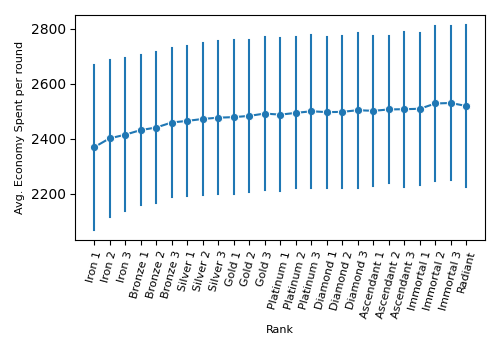 Avg. Economy Spent per round
2800
2600
2400
2200
Iron 1
Iron 2
Iron 3
Bronze 1
Bronze 2
Bronze 3
Silver 1
Silver 2
Silver 3
Gold 1
Gold 2
Gold 3
Platinum 1
Platinum 2
Platinum 3
Diamond 1
Diamond 2
Diamond 3
Ascendant 1
Ascendant 2
Ascendant 3
Immortal 1
Immortal 2
Immortal 3
Radiant
Rank